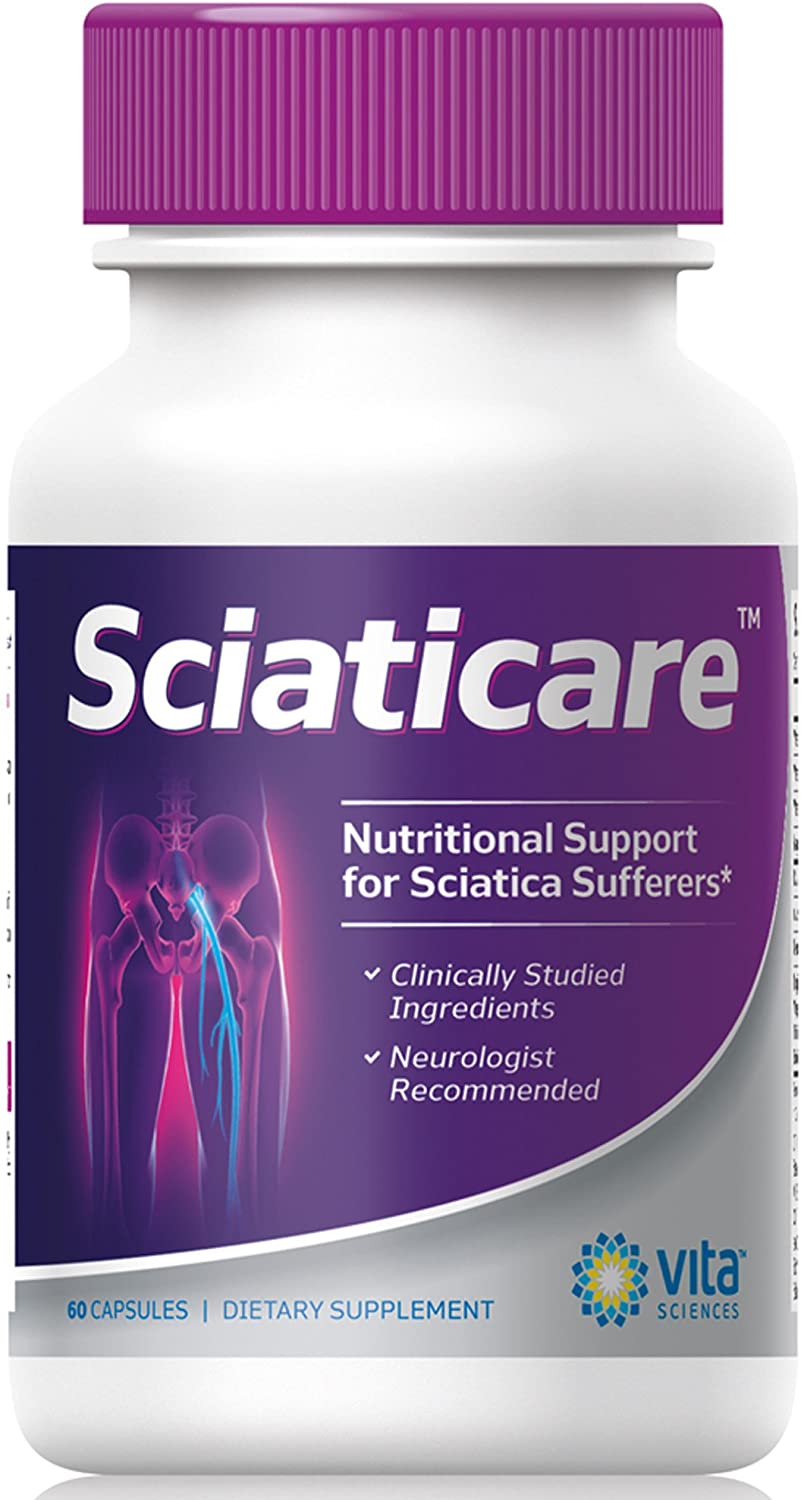 Sciaticare™
Nutritional Support
for Sciatica Sufferers*
✓ Clinically Studied
Ingredients
✓ Neurologist
Recommended
vita™
SCIENCES
60 CAPSULES | DIETARY SUPPLEMENT